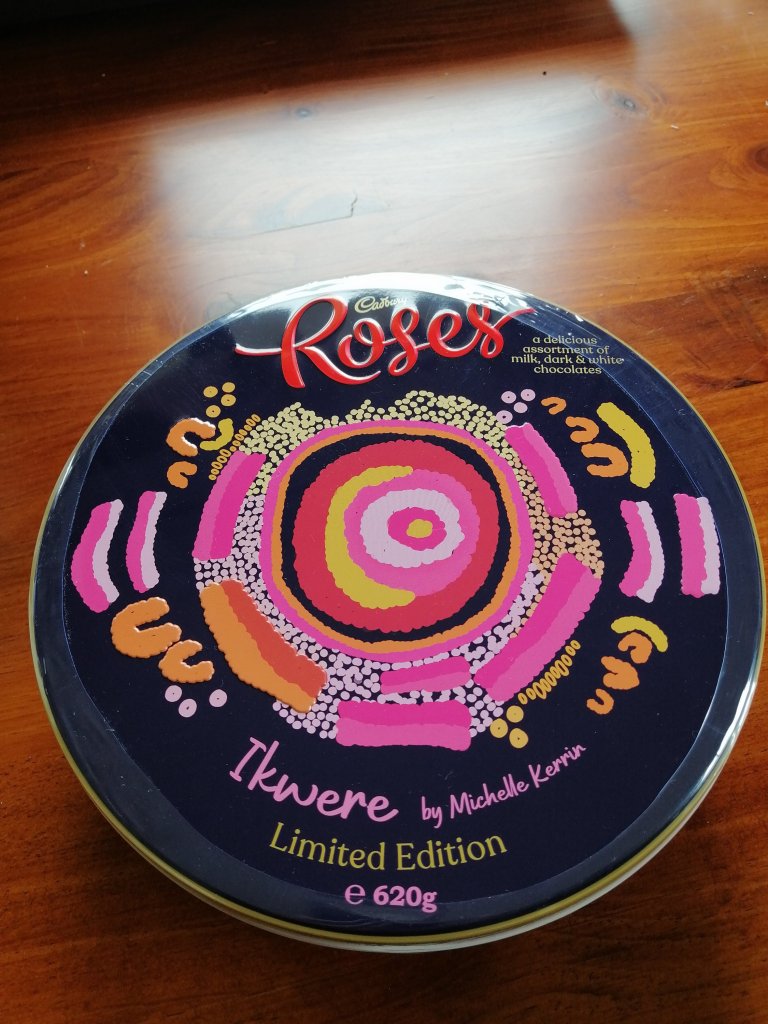 Cadbury
Roses
a delicious
assortment of
milk, dark & white
chocolates
Ikwere by Michelle Kerrin
Limited Edition
℮ 620g